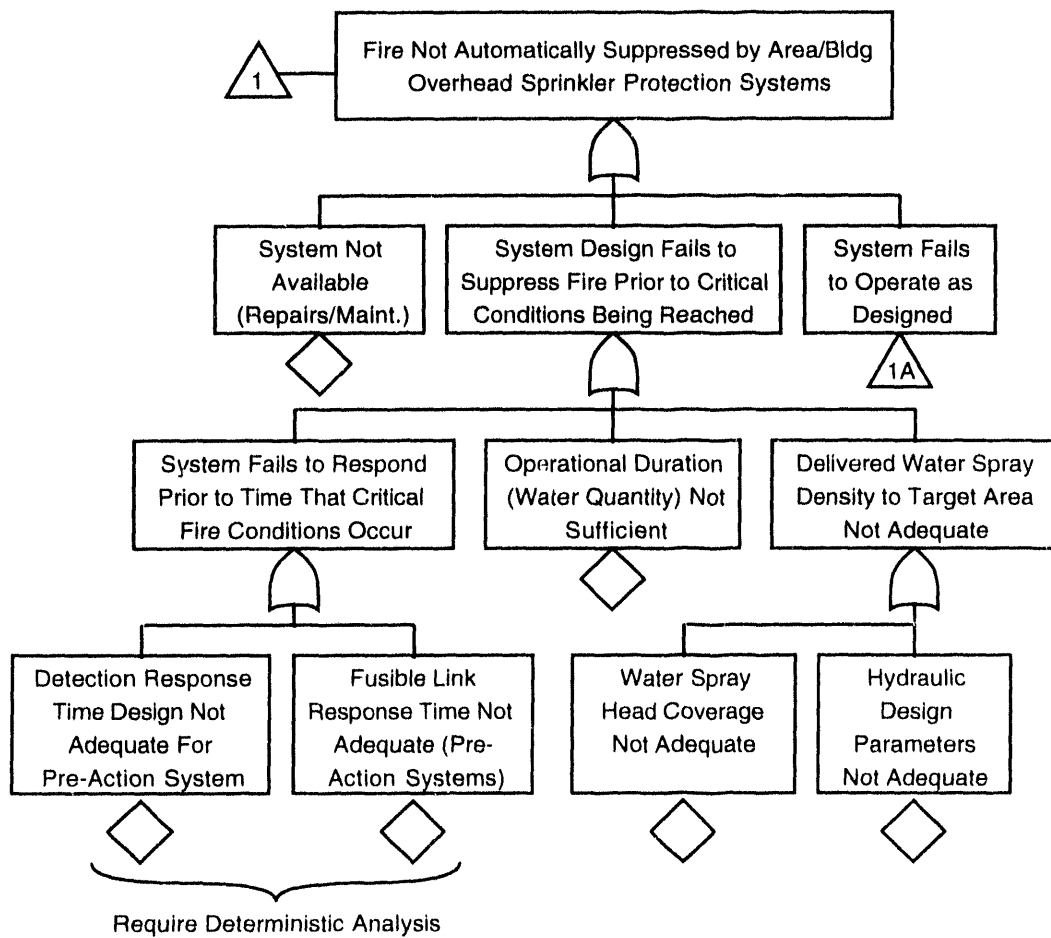 1
Fire Not Automatically Suppressed by Area/Bldg
Overhead Sprinkler Protection Systems
System Not
Available
(Repairs/Maint.)
System Design Fails to
Suppress Fire Prior to Critical
Conditions Being Reached
System Fails
to Operate as
Designed
1A
System Fails to Respond
Prior to Time That Critical
Fire Conditions Occur
Operational Duration
(Water Quantity) Not
Sufficient
Delivered Water Spray
Density to Target Area
Not Adequate
Detection Response
Time Design Not
Adequate For
Pre-Action System
Fusible Link
Response Time Not
Adequate (Pre-
Action Systems)
Water Spray
Head Coverage
Not Adequate
Hydraulic
Design
Parameters
Not Adequate
Require Deterministic Analysis